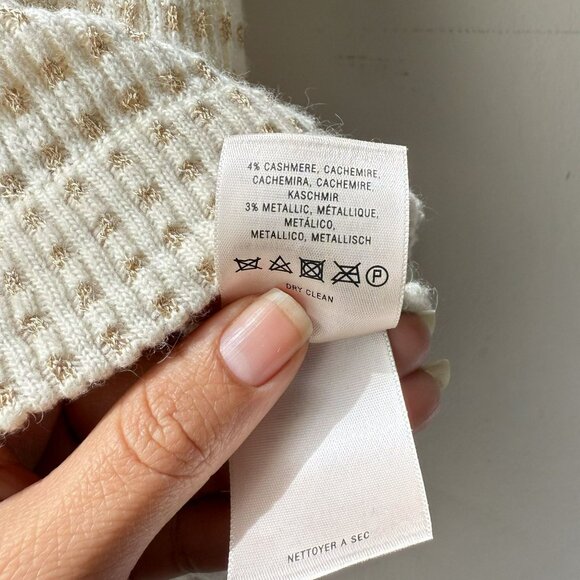 4% CASHMERE, CACHEMIRE,
CACHEMIRA, CACHEMIRE,
KASCHMIR
3% METALLIC, MÉTALLIQUE,
METÁLICO,
METALLICO, METALLISCH
P
DRY CLEAN
NETTOYER A SEC